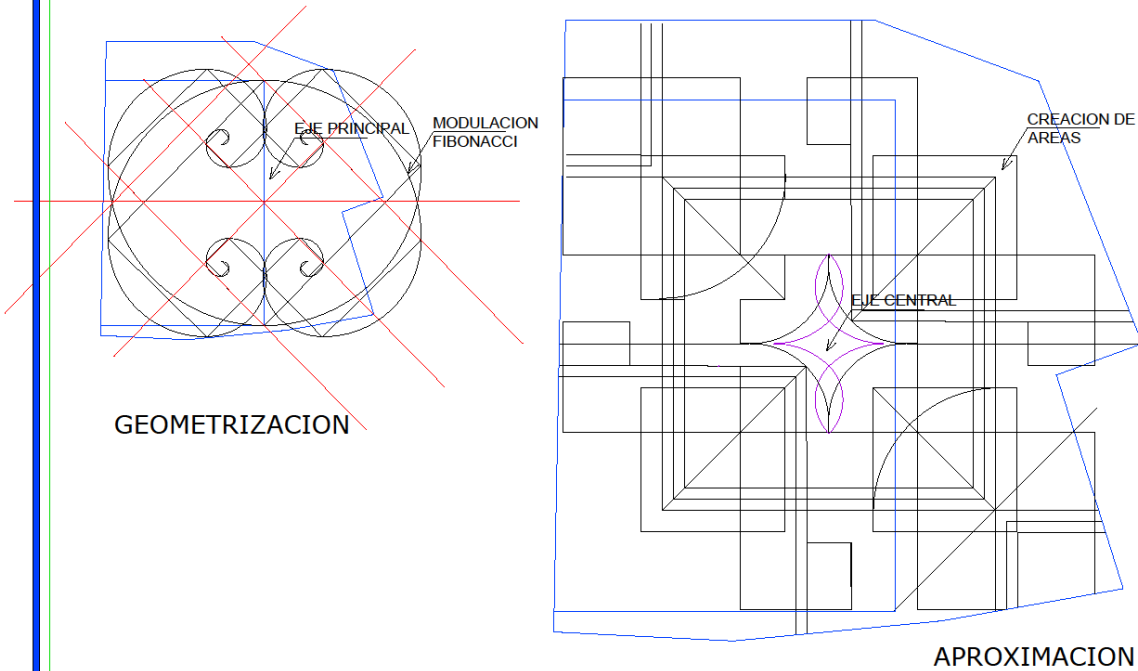 EJE PRINCIPAL
MODULACION
FIBONACCI
GEOMETRIZACION
CREACION DE
AREAS
EJE CENTRAL
APROXIMACION